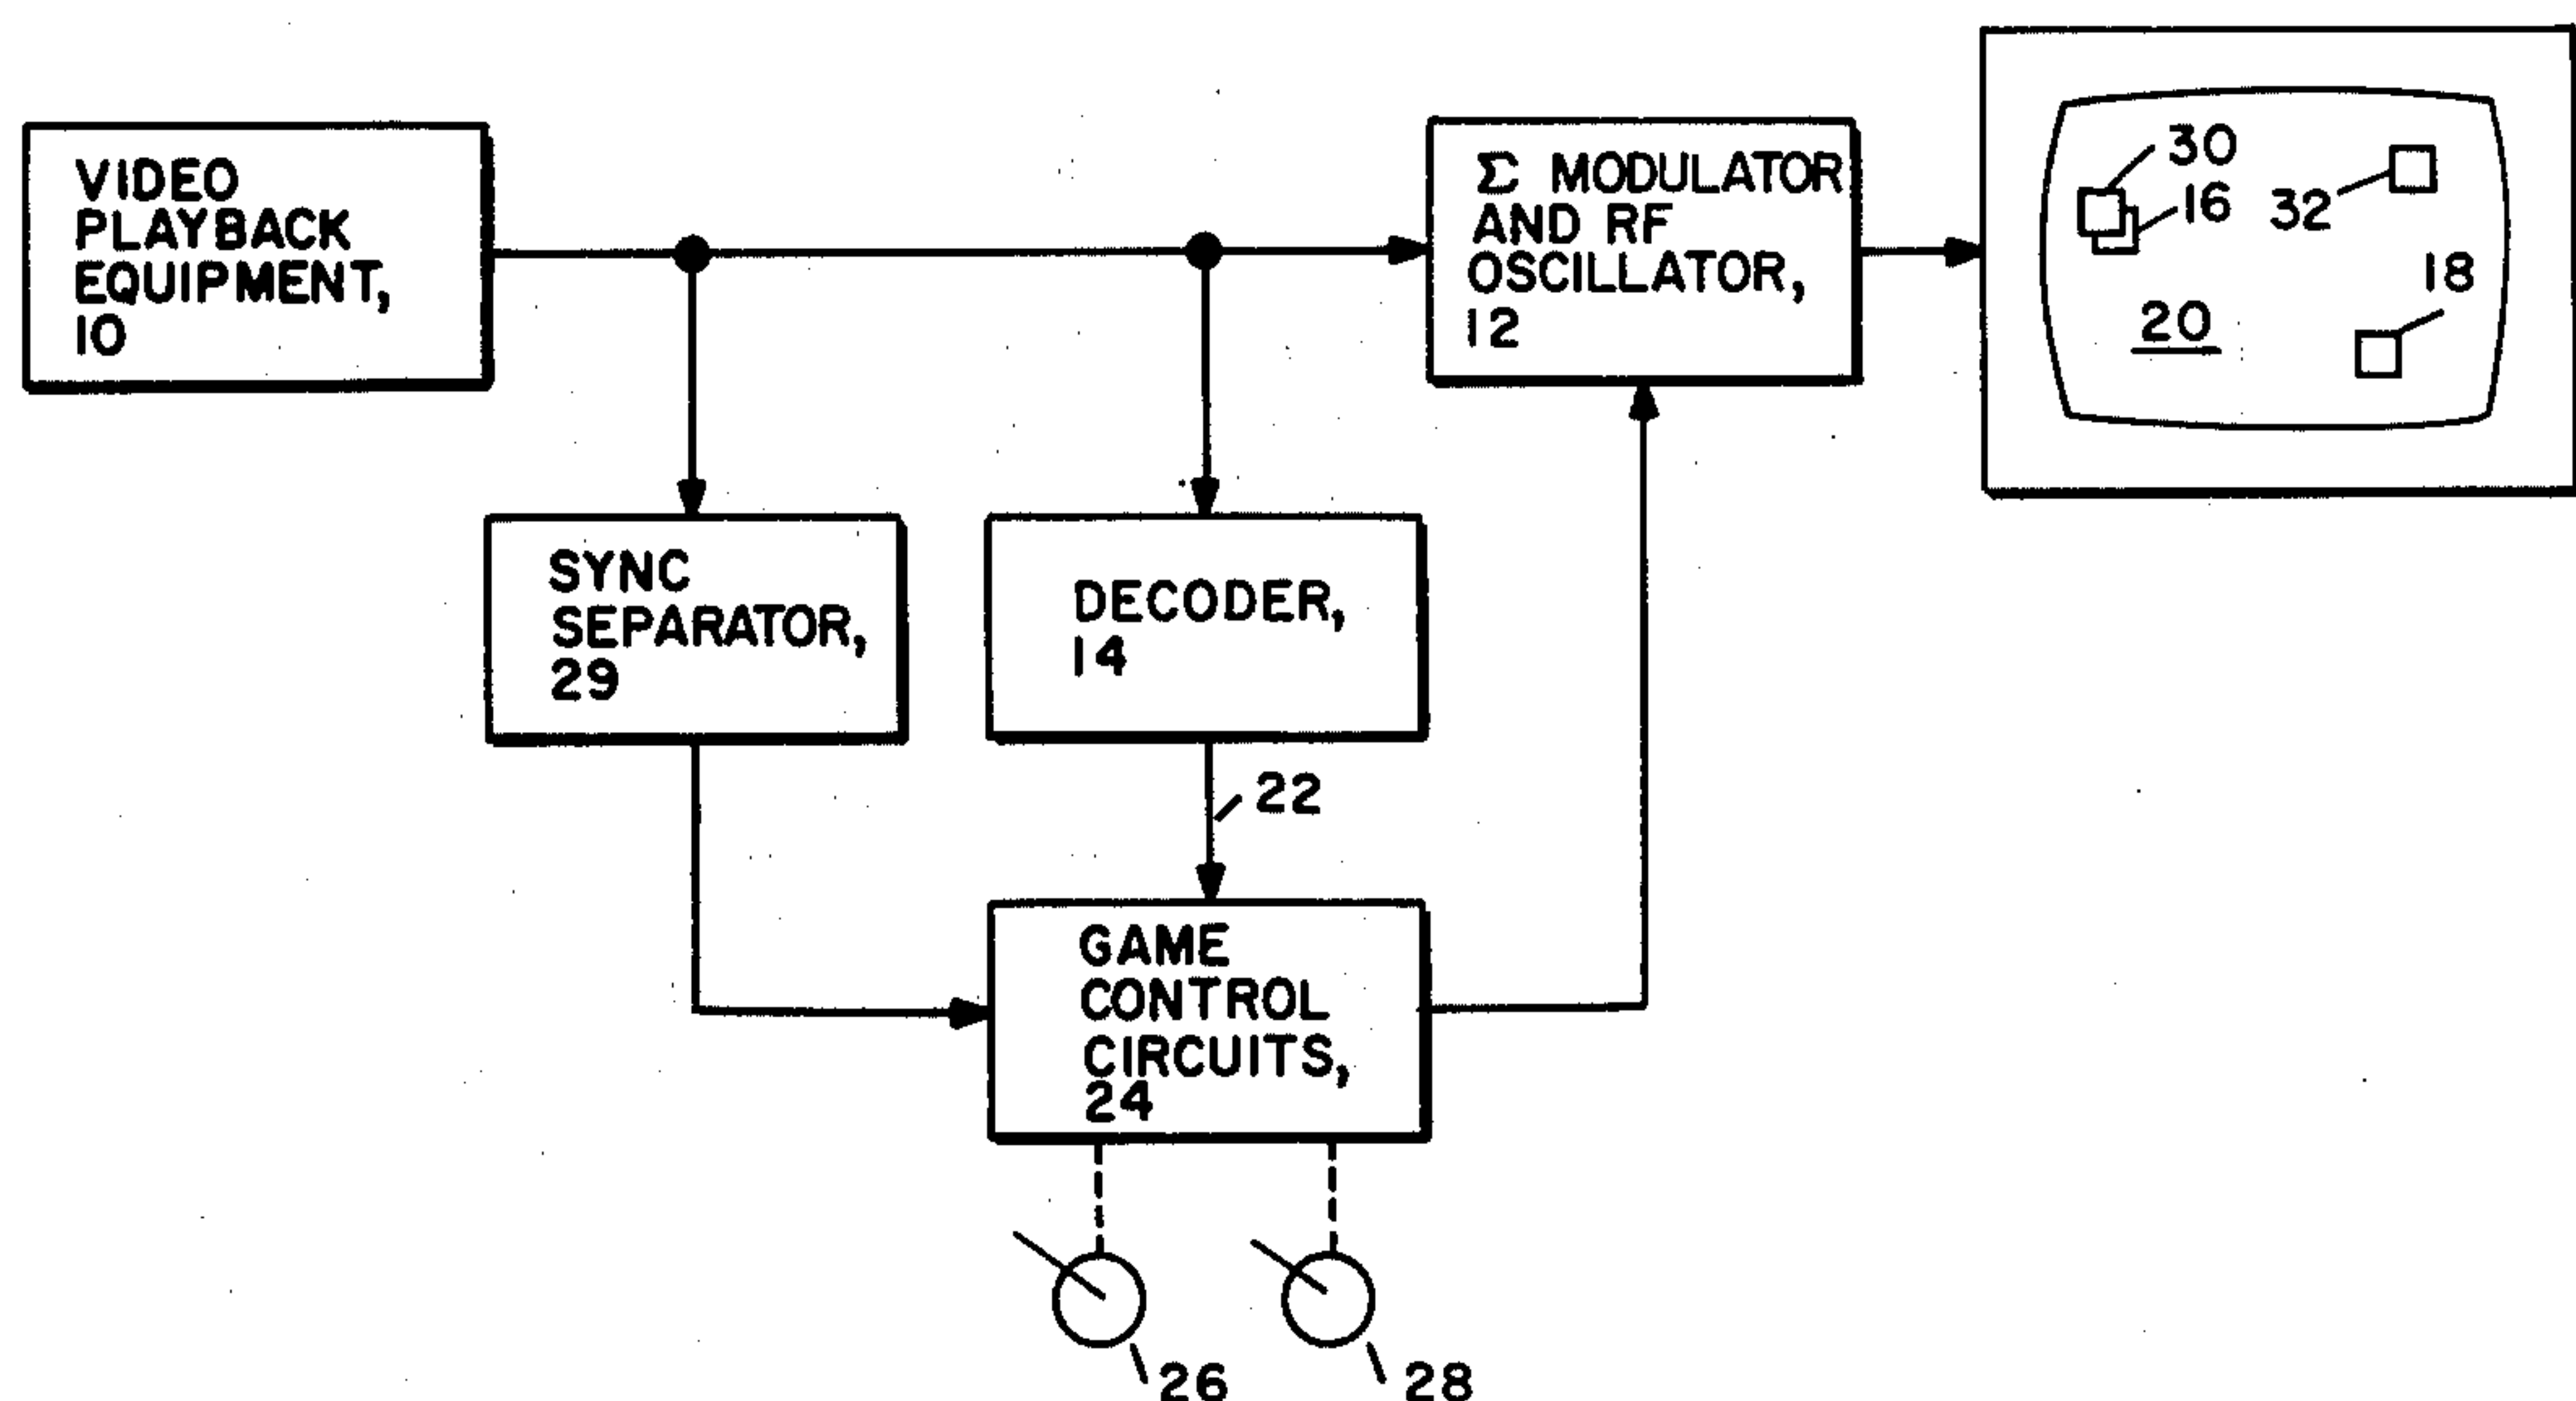 VIDEO
PLAYBACK
EQUIPMENT,
10
Σ MODULATOR
AND RF
OSCILLATOR,
12
30
16
32
18
20
SYNC
SEPARATOR,
29
DECODER,
14
22
GAME
CONTROL
CIRCUITS,
24
26
28